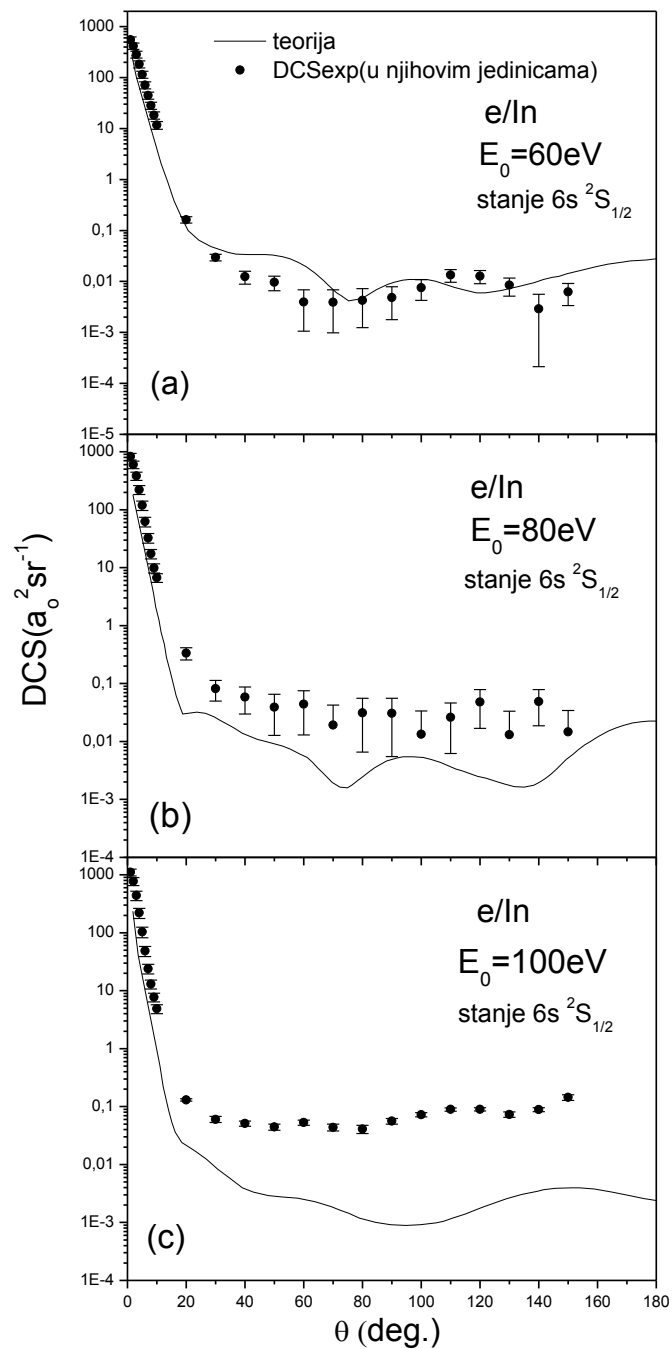 teorija
DCSexp(u njihovim jedinicama)
1000
100
10
1
0,1
0,01
1E-3
1E-4
1E-5
e/In
E₀=60eV
stanje 6s ²S₁/₂
(a)
1000
100
10
1
0,1
0,01
1E-3
1E-4
e/In
E₀=80eV
stanje 6s ²S₁/₂
(b)
DCS(aₒ²sr⁻¹)
1000
100
10
1
0,1
0,01
1E-3
1E-4
e/In
E₀=100eV
stanje 6s ²S₁/₂
(c)
0 20 40 60 80 100 120 140 160 180
θ (deg.)